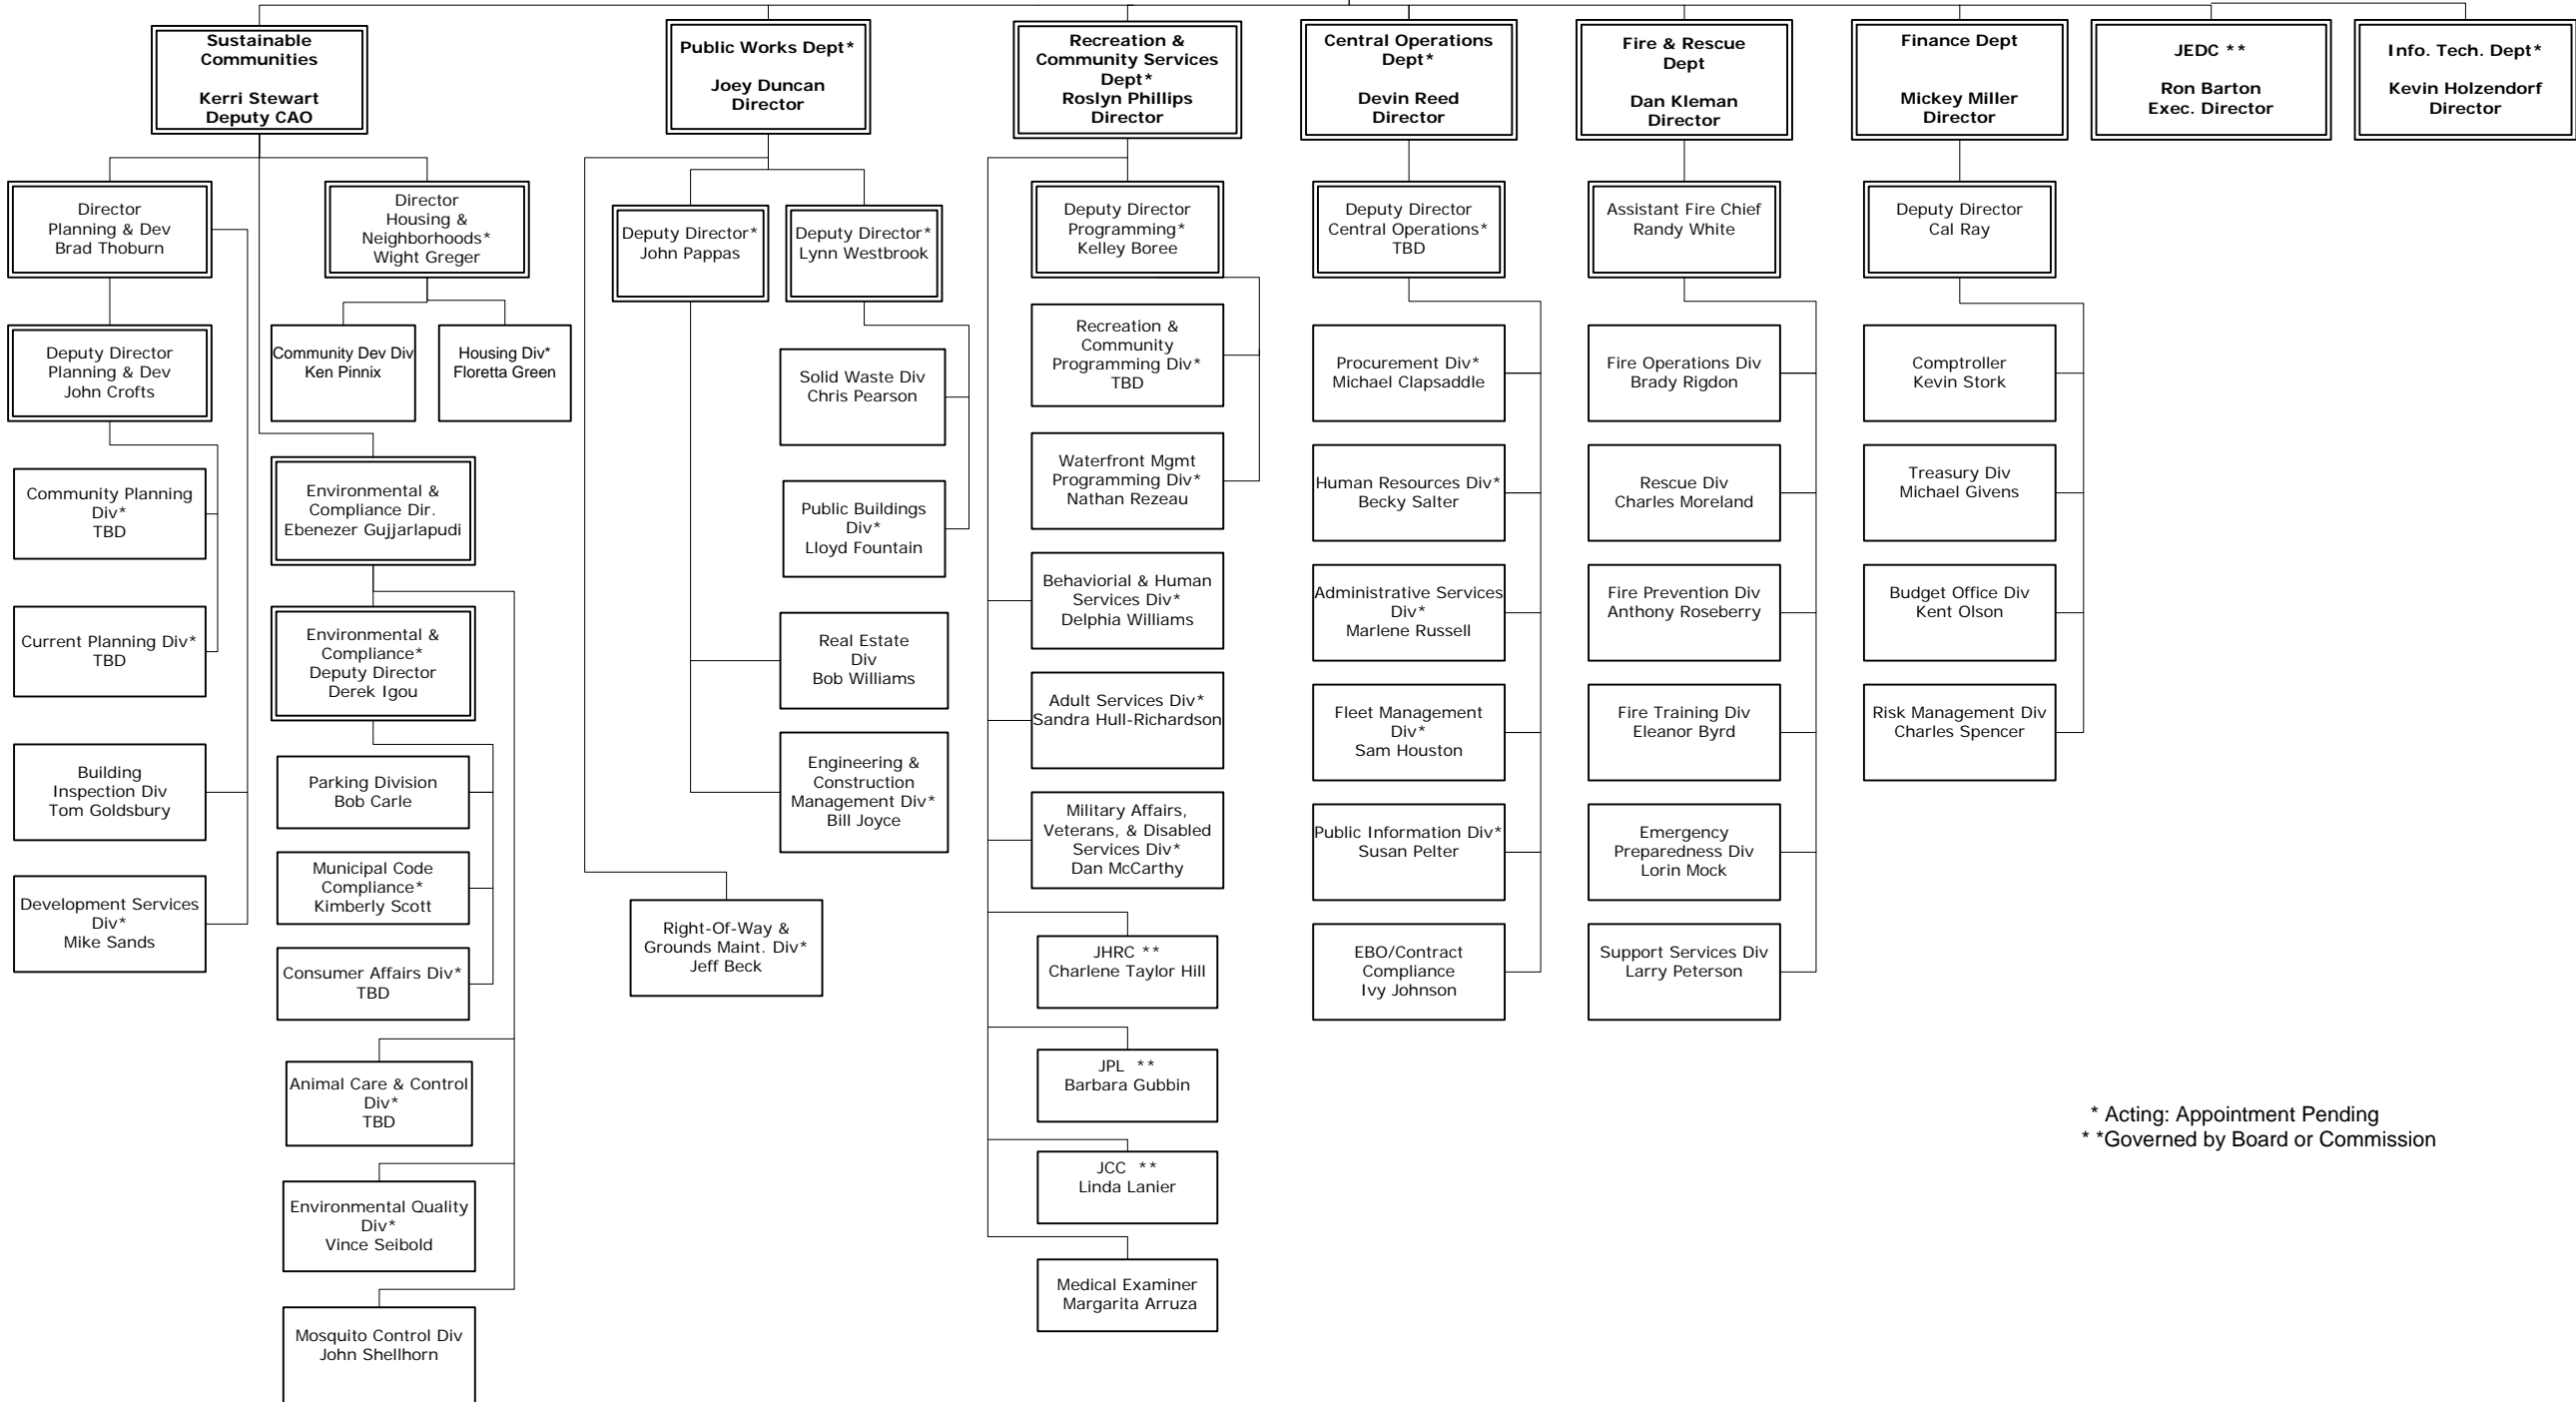 Sustainable
Communities
Kerri Stewart
Deputy CAO
Public Works Dept*
Joey Duncan
Director
Recreation &
Community Services
Dept*
Roslyn Phillips
Director
Central Operations
Dept*
Devin Reed
Director
Fire & Rescue
Dept
Dan Kleman
Director
Finance Dept
Mickey Miller
Director
JEDC **
Ron Barton
Exec. Director
Info. Tech. Dept*
Kevin Holzendorf
Director
Director
Planning & Dev
Brad Thoburn
Director
Housing &
Neighborhoods*
Wight Greger
Deputy Director
Planning & Dev
John Crofts
Community Dev Div
Ken Pinnix
Housing Div*
Floretta Green
Community Planning
Div*
TBD
Current Planning Div*
TBD
Building
Inspection Div
Tom Goldsbury
Development Services
Div*
Mike Sands
Environmental &
Compliance Dir.
Ebenezer Gujjarlapudi
Environmental &
Compliance*
Deputy Director
Derek Igou
Parking Division
Bob Carle
Municipal Code
Compliance*
Kimberly Scott
Consumer Affairs Div*
TBD
Animal Care & Control
Div*
TBD
Environmental Quality
Div*
Vince Seibold
Mosquito Control Div
John Shellhorn
Deputy Director*
John Pappas
Deputy Director*
Lynn Westbrook
Solid Waste Div
Chris Pearson
Public Buildings
Div*
Lloyd Fountain
Real Estate
Div
Bob Williams
Engineering &
Construction
Management Div*
Bill Joyce
Right-Of-Way &
Grounds Maint. Div*
Jeff Beck
Deputy Director
Programming*
Kelley Boree
Recreation &
Community
Programming Div*
TBD
Waterfront Mgmt
Programming Div*
Nathan Rezeau
Behaviorial & Human
Services Div*
Delphia Williams
Adult Services Div*
Sandra Hull-Richardson
Military Affairs,
Veterans, & Disabled
Services Div*
Dan McCarthy
JHRC **
Charlene Taylor Hill
JPL **
Barbara Gubbin
JCC **
Linda Lanier
Medical Examiner
Margarita Arruza
Deputy Director
Central Operations*
TBD
Procurement Div*
Michael Clapsaddle
Human Resources Div*
Becky Salter
Administrative Services
Div*
Marlene Russell
Fleet Management
Div*
Sam Houston
Public Information Div*
Susan Pelter
EBO/Contract
Compliance
Ivy Johnson
Assistant Fire Chief
Randy White
Fire Operations Div
Brady Rigdon
Rescue Div
Charles Moreland
Fire Prevention Div
Anthony Roseberry
Fire Training Div
Eleanor Byrd
Emergency
Preparedness Div
Lorin Mock
Support Services Div
Larry Peterson
Deputy Director
Cal Ray
Comptroller
Kevin Stork
Treasury Div
Michael Givens
Budget Office Div
Kent Olson
Risk Management Div
Charles Spencer
* Acting: Appointment Pending
* *Governed by Board or Commission